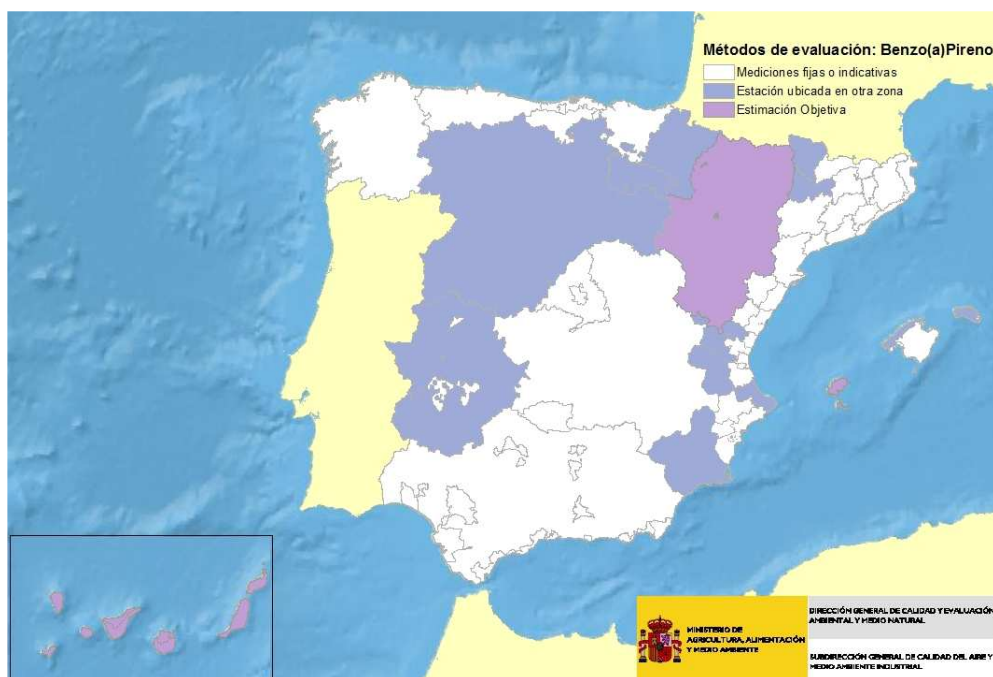 Métodos de evaluación: Benzo(a)Pireno
Mediciones fijas o indicativas
Estación ubicada en otra zona
Estimación Objetiva
MINISTERIO DE
AGRICULTURA, ALIMENTACIÓN
Y MEDIO AMBIENTE
DIRECCIÓN GENERAL DE CALIDAD Y EVALUACIÓN
AMBIENTAL Y MEDIO NATURAL
SUBDIRECCIÓN GENERAL DE CALIDAD DEL AIRE Y
MEDIO AMBIENTE INDUSTRIAL